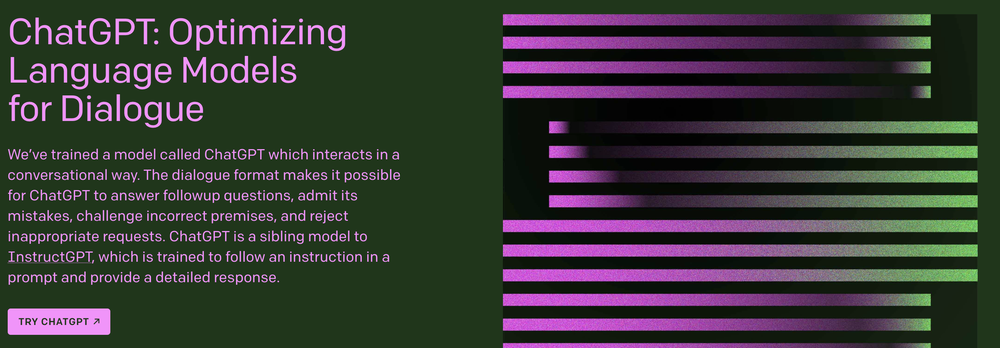 ChatGPT: Optimizing
Language Models
for Dialogue
We’ve trained a model called ChatGPT which interacts in a
conversational way. The dialogue format makes it possible
for ChatGPT to answer followup questions, admit its
mistakes, challenge incorrect premises, and reject
inappropriate requests. ChatGPT is a sibling model to
InstructGPT, which is trained to follow an instruction in a
prompt and provide a detailed response.
TRY CHATGPT ↗